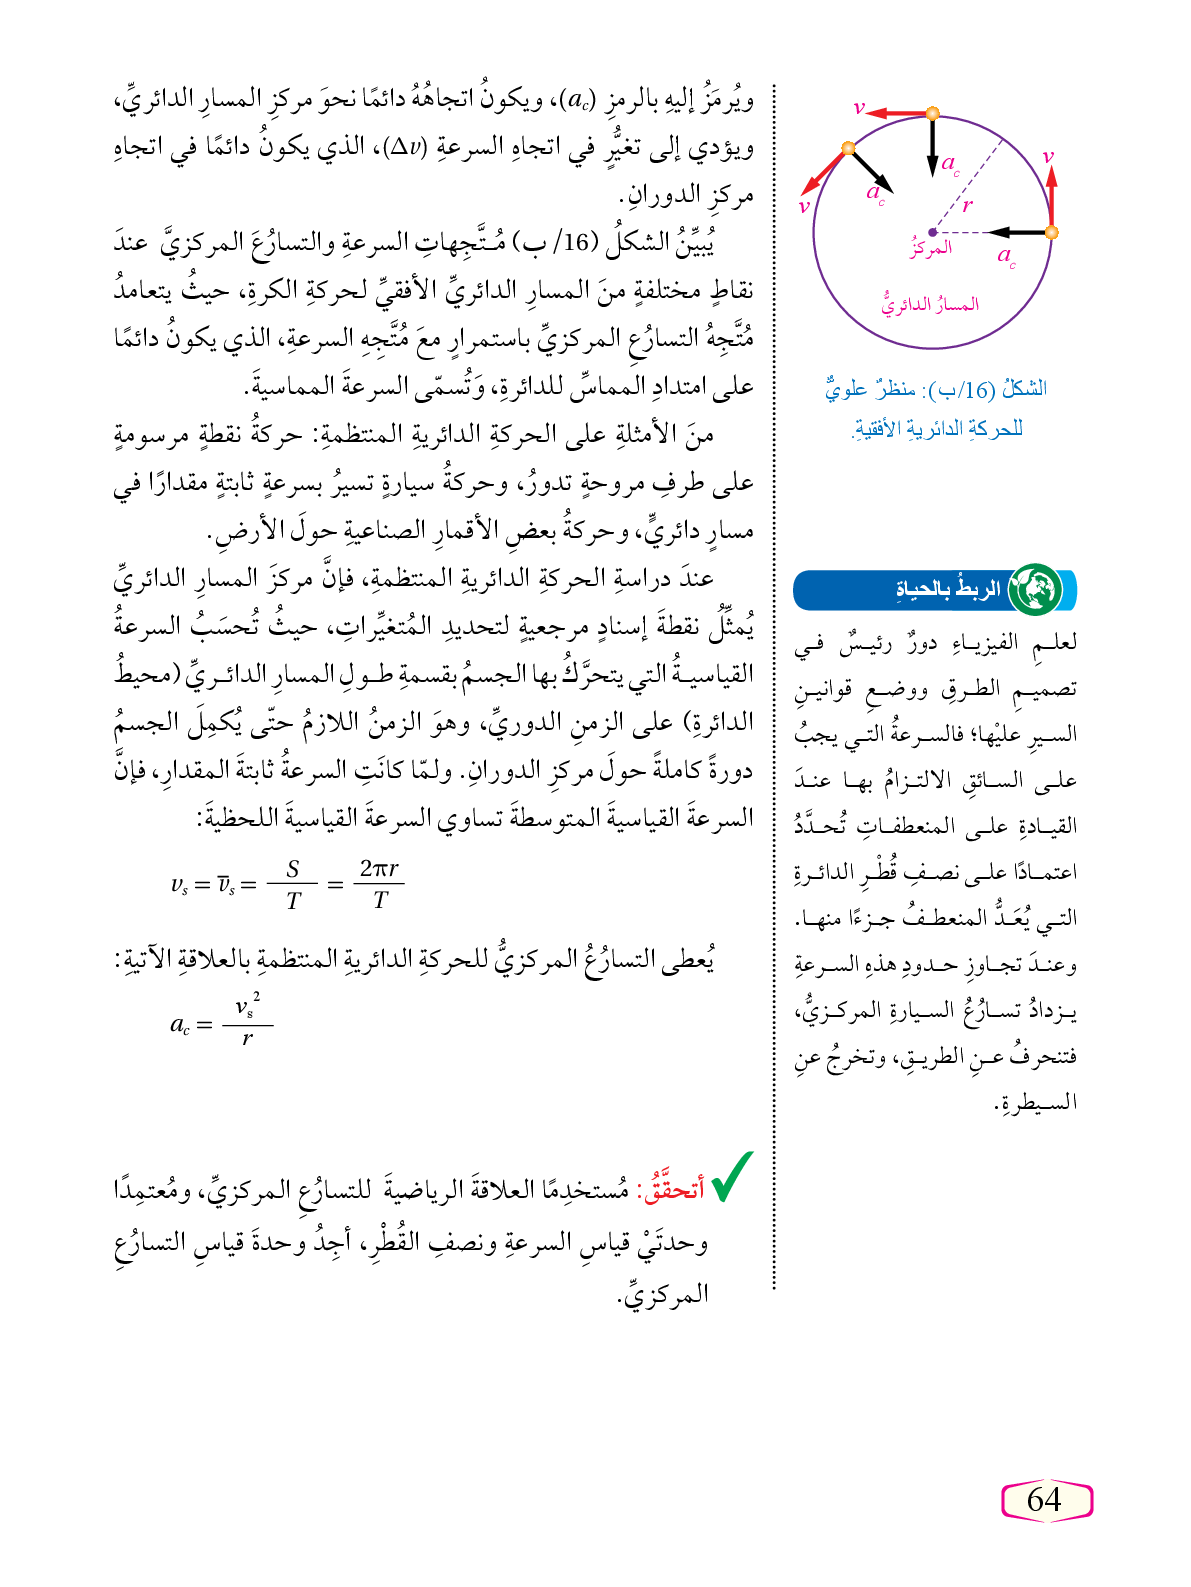 ويُرمَزُ إليهِ بالرمزِ (ac)، ويكونُ اتجاهُهُ دائمًا نحوَ مركزِ المسارِ الدائريِّ،
ويؤدي إلى تغيُّرٍ في اتجاهِ السرعةِ (Δv)، الذي يكونُ دائمًا في اتجاهِ
مركزِ الدورانِ.
يُبيِّنُ الشكلُ (16/ ب) مُتَّجِهاتِ السرعةِ والتسارُعَ المركزيَّ عندَ
نقاطٍ مختلفةٍ منَ المسارِ الدائريِّ الأفقيِّ لحركةِ الكرةِ، حيثُ يتعامدُ
مُتَّجِهُ التسارُعِ المركزيِّ باستمرارٍ معَ مُتَّجِهِ السرعةِ، الذي يكونُ دائمًا
على امتدادِ المماسِّ للدائرةِ، وَتُسمّى السرعةَ المماسيةَ.
منَ الأمثلةِ على الحركةِ الدائريةِ المنتظمةِ: حركةُ نقطةٍ مرسومةٍ
على طرفِ مروحةٍ تدورُ، وحركةُ سيارةٍ تسيرُ بسرعةٍ ثابتةٍ مقدارًا في
مسارٍ دائريٍّ، وحركةُ بعضِ الأقمارِ الصناعيةِ حولَ الأرضِ.
عندَ دراسةِ الحركةِ الدائريةِ المنتظمةِ، فإنَّ مركزَ المسارِ الدائريِّ
يُمثِّلُ نقطةَ إسنادٍ مرجعيةٍ لتحديدِ المُتغيِّراتِ، حيثُ تُحسَبُ السرعةُ
القياسيةُ التي يتحرَّكُ بها الجسمُ بقسمةِ طولِ المسارِ الدائريِّ (محيطُ
الدائرةِ) على الزمنِ الدوريِّ، وهوَ الزمنُ اللازمُ حتّى يُكمِلَ الجسمُ
دورةً كاملةً حولَ مركزِ الدورانِ. ولمّا كانَتِ السرعةُ ثابتةَ المقدارِ، فإنَّ
السرعةَ القياسيةَ المتوسطةَ تساوي السرعةَ القياسيةَ اللحظيةَ:
vs = v̅s = S/T = 2πr/T
يُعطى التسارُعُ المركزيُّ للحركةِ الدائريةِ المنتظمةِ بالعلاقةِ الآتيةِ:
ac = vs²/r
أتحقَّقُ: مُستخدِمًا العلاقةَ الرياضيةَ للتسارُعِ المركزيِّ، ومُعتمِدًا
وحدتَيْ قياسِ السرعةِ ونصفِ القُطْرِ، أجِدُ وحدةَ قياسِ التسارُعِ
المركزيِّ.
v
v
v
ac
ac
ac
r
المركزُ
المسارُ الدائريُّ
الشكلُ (16/ب): منظرٌ علويٌّ
للحركةِ الدائريةِ الأفقيةِ.
الربطُ بالحياةِ
لعلمِ الفيزياءِ دورٌ رئيسٌ في
تصميمِ الطرقِ ووضعِ قوانينِ
السيرِ عليْها؛ فالسرعةُ التي يجبُ
على السائقِ الالتزامُ بها عندَ
القيادةِ على المنعطفاتِ تُحدَّدُ
اعتمادًا على نصفِ قُطْرِ الدائرةِ
التي يُعَدُّ المنعطفُ جزءًا منها.
وعندَ تجاوزِ حدودِ هذهِ السرعةِ
يزدادُ تسارُعُ السيارةِ المركزيُّ،
فتنحرفُ عنِ الطريقِ، وتخرجُ عنِ
السيطرةِ.
64